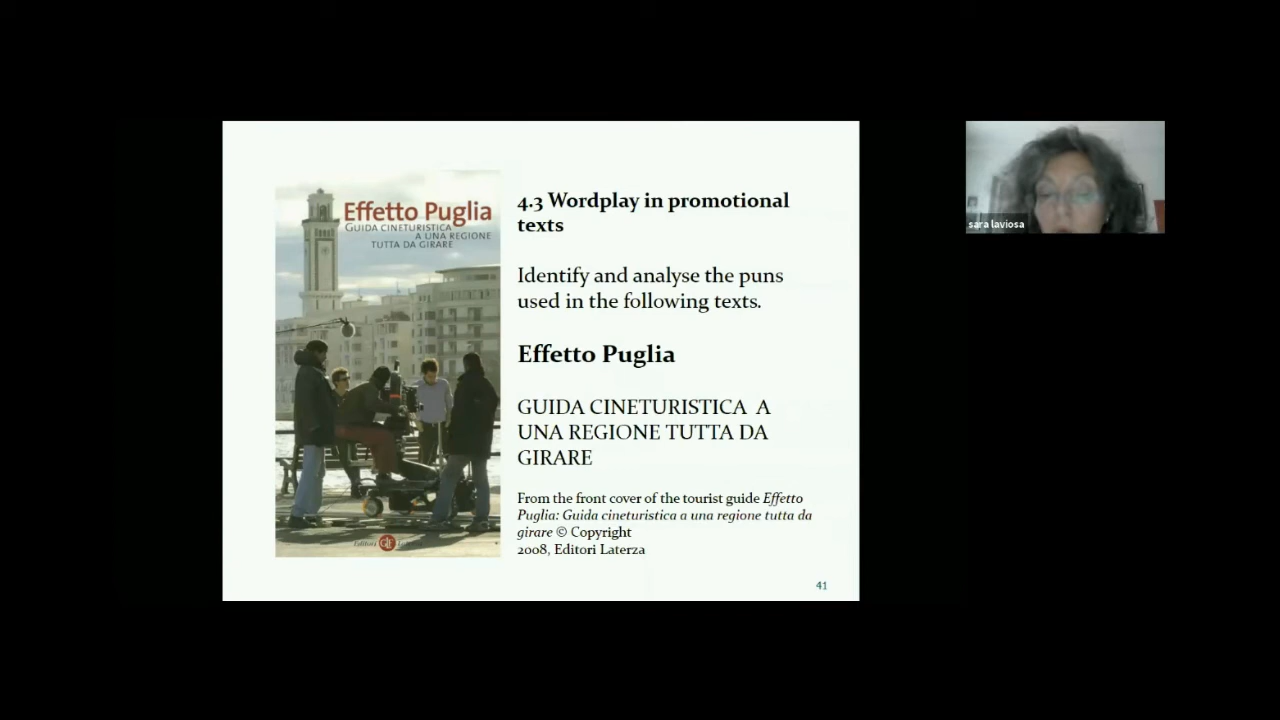 Effetto Puglia
GUIDA CINETURISTICA
A UNA REGIONE
TUTTA DA GIRARE
Editori
4.3 Wordplay in promotional
texts
Identify and analyse the puns
used in the following texts.
Effetto Puglia
GUIDA CINETURISTICA A
UNA REGIONE TUTTA DA
GIRARE
From the front cover of the tourist guide Effetto
Puglia: Guida cineturistica a una regione tutta da
girare © Copyright
2008, Editori Laterza
41
sara laviosa